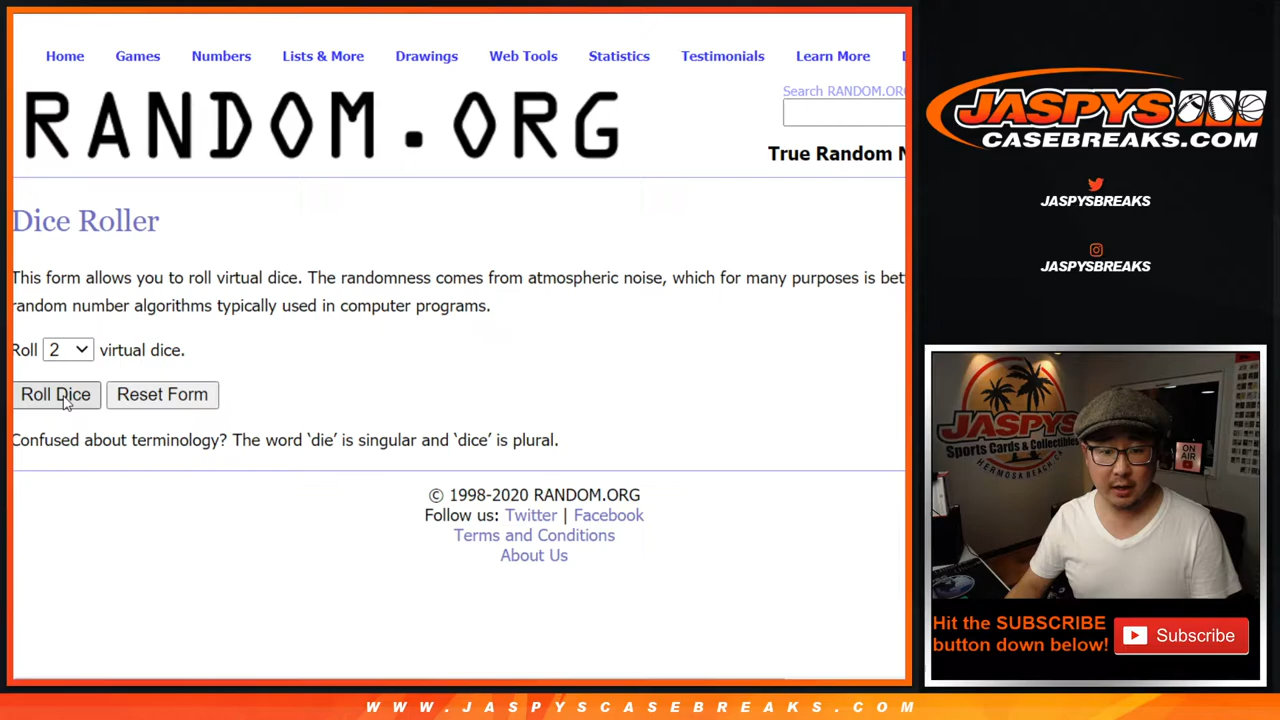 Home Games Numbers Lists & More Drawings Web Tools Statistics Testimonials Learn More
RANDOM.ORG
Search RANDOM.ORG
True Random N
Dice Roller
This form allows you to roll virtual dice. The randomness comes from atmospheric noise, which for many purposes is bet
random number algorithms typically used in computer programs.
Roll 2 virtual dice.
Roll Dice Reset Form
Confused about terminology? The word ‘die’ is singular and ‘dice’ is plural.
© 1998-2020 RANDOM.ORG
Follow us: Twitter | Facebook
Terms and Conditions
About Us
JASPYS
CASEBREAKS.COM
JASPYSBREAKS
JASPYSBREAKS
JASPYS
Sports Cards & Collectibles
HERMOSA BEACH, CA
ON AIR
Hit the SUBSCRIBE
button down below!
Subscribe
WWW.JASPYSCASEBREAKS.COM